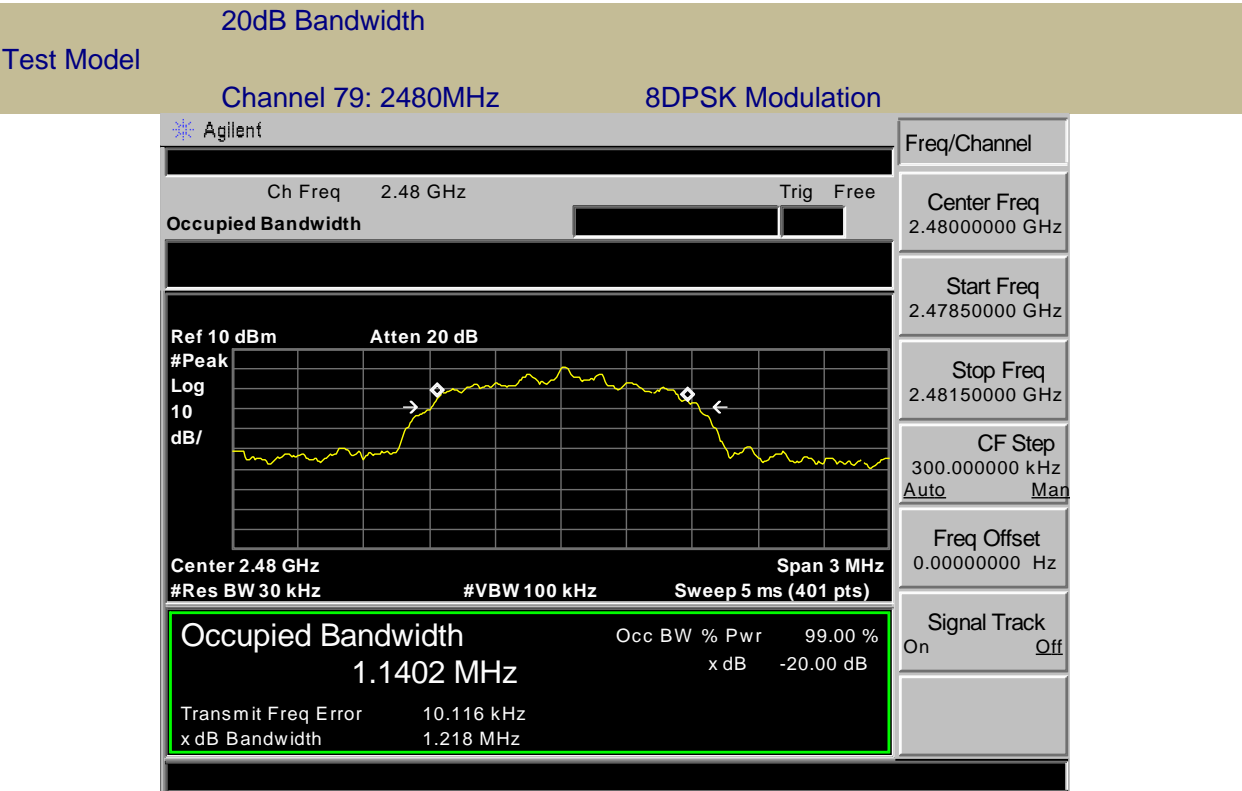 20dB Bandwidth
Test Model
Channel 79: 2480MHz 8DPSK Modulation
Agilent
Freq/Channel
Ch Freq 2.48 GHz Trig Free
Occupied Bandwidth
Center Freq
2.48000000 GHz
Start Freq
2.47850000 GHz
Stop Freq
2.48150000 GHz
CF Step
300.000000 kHz
Auto Man
Freq Offset
0.00000000 Hz
Signal Track
On Off
Ref 10 dBm Atten 20 dB
#Peak
Log
10
dB/
Center 2.48 GHz Span 3 MHz
#Res BW 30 kHz #VBW 100 kHz Sweep 5 ms (401 pts)
Occupied Bandwidth Occ BW % Pwr 99.00 %
1.1402 MHz x dB -20.00 dB
Transmit Freq Error 10.116 kHz
x dB Bandwidth 1.218 MHz